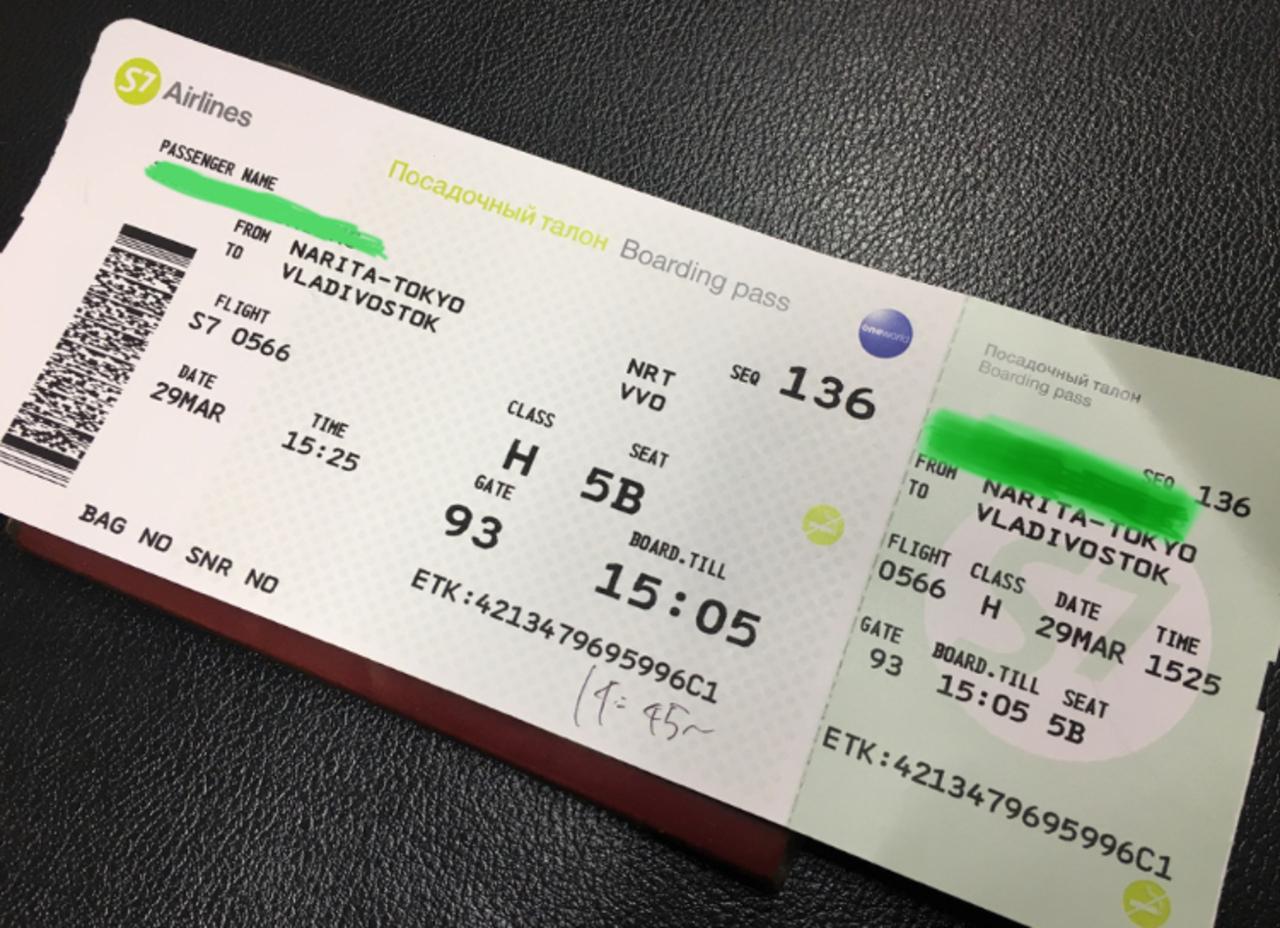 S7 Airlines
PASSENGER NAME
Посадочный талон Boarding pass
FROM NARITA-TOKYO
TO VLADIVOSTOK
oneworld
FLIGHT
S7 0566
NRT
VVO
SEQ 136
DATE
29MAR
TIME
15:25
CLASS
H
SEAT
5B
GATE
93
BOARD.TILL
15:05
BAG NO SNR NO
ETK:4213479695996C1
14:45~
Посадочный талон
Boarding pass
SEQ 136
FROM NARITA-TOKYO
TO VLADIVOSTOK
FLIGHT CLASS DATE TIME
0566 H 29MAR 1525
GATE BOARD.TILL SEAT
93 15:05 5B
ETK:4213479695996C1